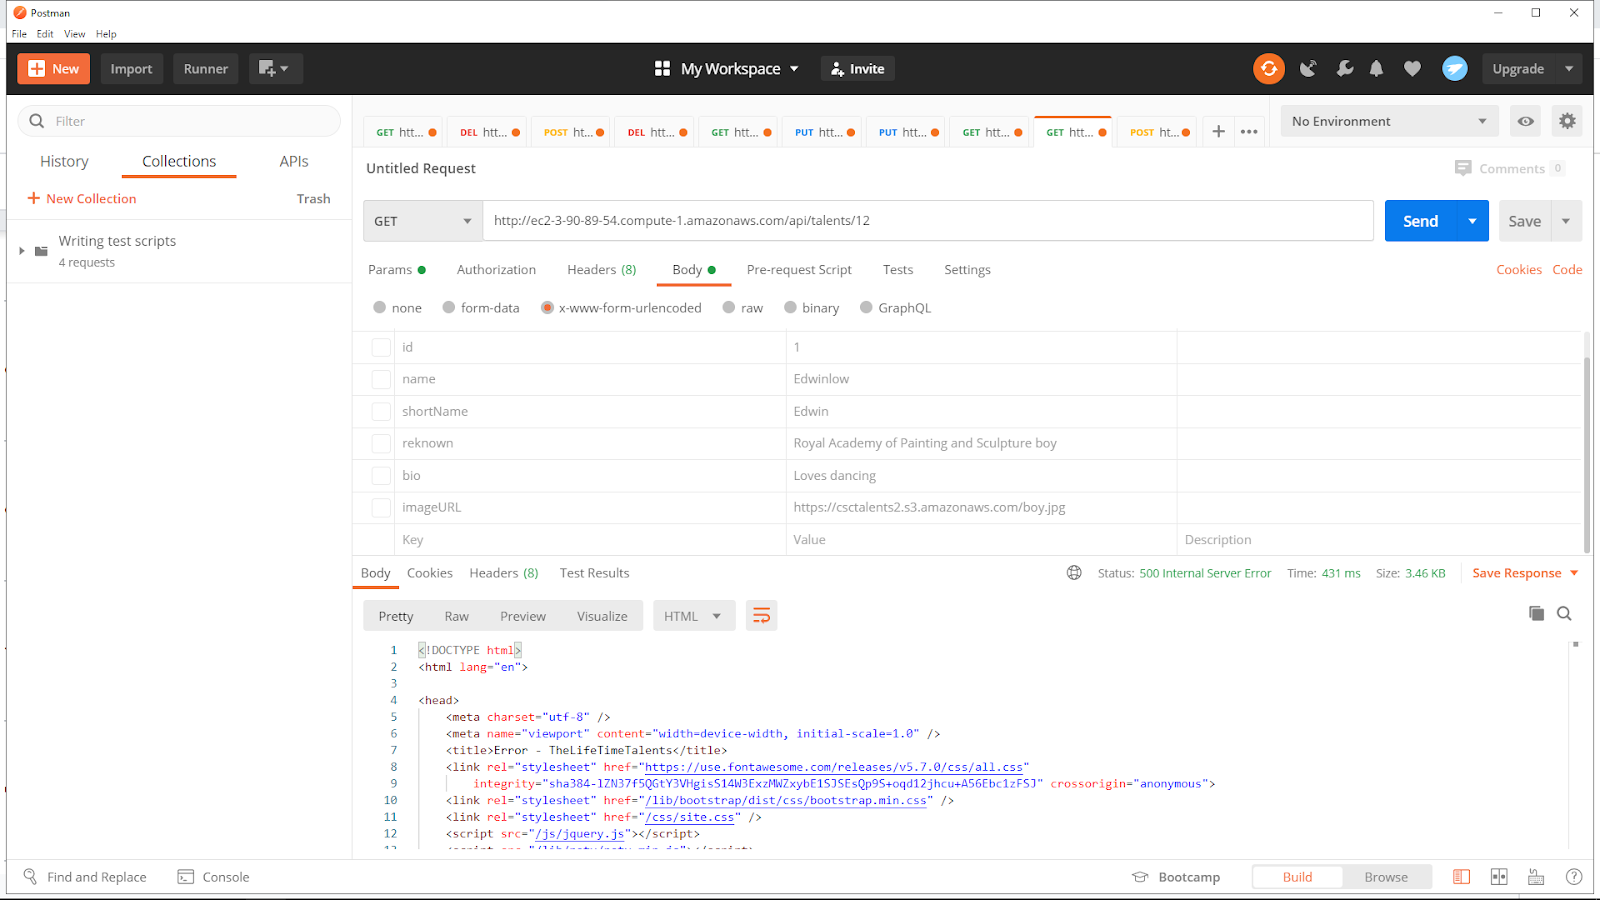 Postman
File Edit View Help
New Import Runner My Workspace Invite Upgrade
Filter
History Collections APIs
New Collection Trash
Writing test scripts
4 requests
GET htt... DEL htt... POST ht... DEL htt... GET htt... PUT htt... PUT htt... GET htt... GET htt... POST ht... No Environment
Untitled Request Comments 0
GET http://ec2-3-90-89-54.compute-1.amazonaws.com/api/talents/12 Send Save
Params Authorization Headers (8) Body Pre-request Script Tests Settings Cookies Code
none form-data x-www-form-urlencoded raw binary GraphQL
id 1
name Edwinlow
shortName Edwin
reknown Royal Academy of Painting and Sculpture boy
bio Loves dancing
imageURL https://csctalents2.s3.amazonaws.com/boy.jpg
Key Value Description
Body Cookies Headers (8) Test Results Status: 500 Internal Server Error Time: 431 ms Size: 3.46 KB Save Response
Pretty Raw Preview Visualize HTML
1 <!DOCTYPE html>
2 <html lang="en">
3
4 <head>
5 <meta charset="utf-8" />
6 <meta name="viewport" content="width=device-width, initial-scale=1.0" />
7 <title>Error - TheLifeTimeTalents</title>
8 <link rel="stylesheet" href="https://use.fontawesome.com/releases/v5.7.0/css/all.css"
9 integrity="sha384-lZN37f5QGtY3VHgisS14W3ExzMWZxybE1SJSEsQp9S+oqd12jhcu+A56Ebc1zFSJ" crossorigin="anonymous">
10 <link rel="stylesheet" href="/lib/bootstrap/dist/css/bootstrap.min.css" />
11 <link rel="stylesheet" href="/css/site.css" />
12 <script src="/js/jquery.js"></script>
Find and Replace Console Bootcamp Build Browse